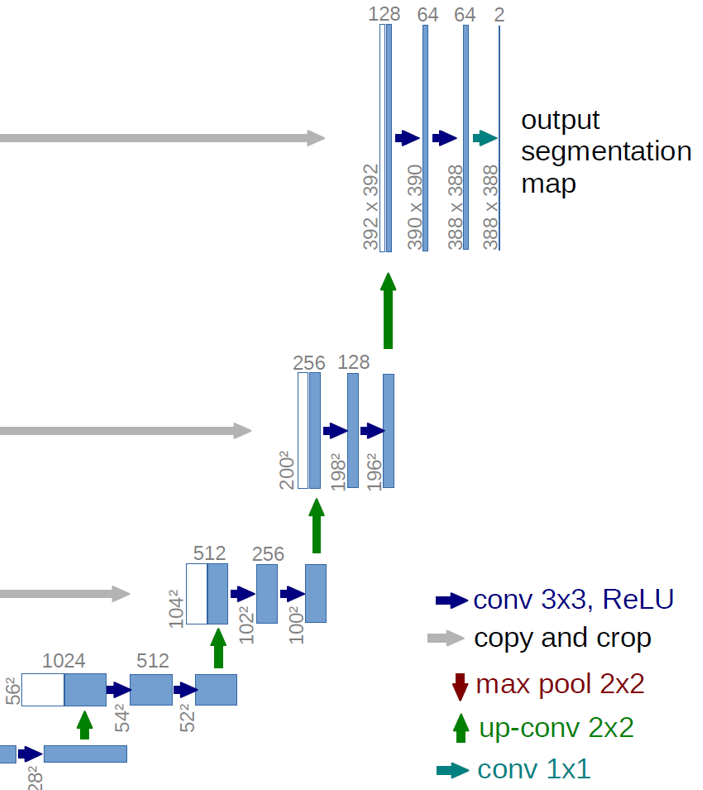 128 64 64 2
392 x 392
390 x 390
388 x 388
388 x 388
output
segmentation
map
256 128
200²
198²
196²
512 256
104²
102²
100²
1024 512
56²
54²
52²
28²
conv 3x3, ReLU
copy and crop
max pool 2x2
up-conv 2x2
conv 1x1